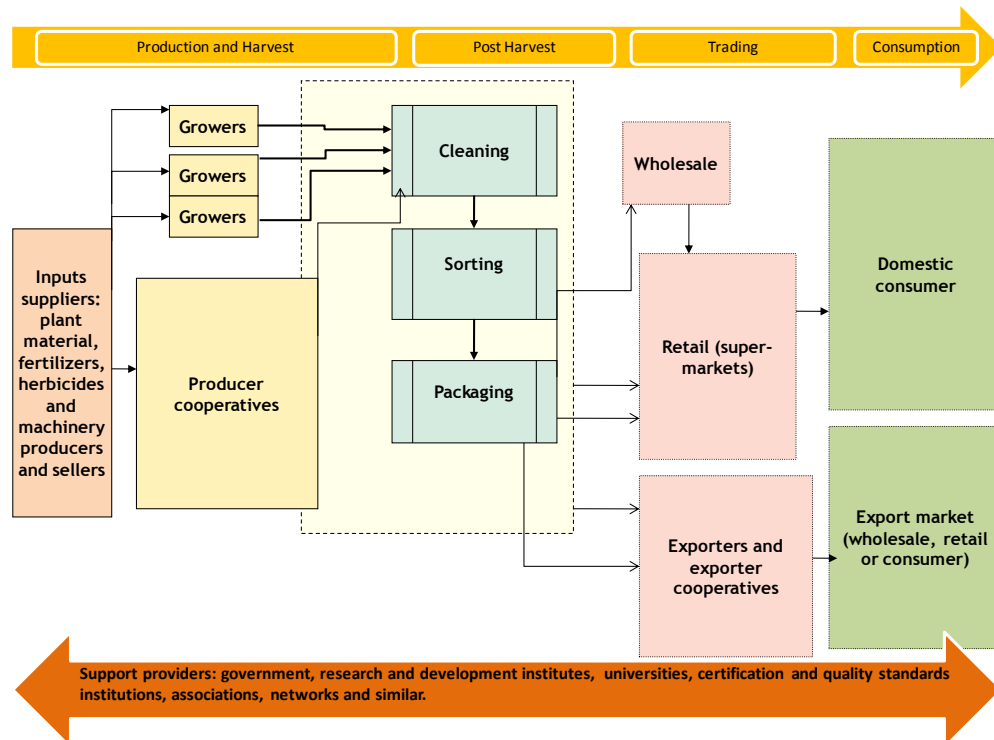 Production and Harvest
Post Harvest
Trading
Consumption
Growers
Growers
Growers
Inputs
suppliers:
plant
material,
fertilizers,
herbicides
and
machinery
producers
and sellers
Producer
cooperatives
Cleaning
Sorting
Packaging
Wholesale
Retail (super-
markets)
Exporters and
exporter
cooperatives
Domestic
consumer
Export market
(wholesale, retail
or consumer)
Support providers: government, research and development institutes, universities, certification and quality standards
institutions, associations, networks and similar.